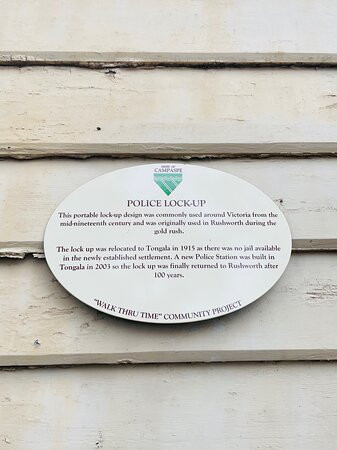 SHIRE OF
CAMPASPE
POLICE LOCK-UP
This portable lock-up design was commonly used around Victoria from the
mid-nineteenth century and was originally used in Rushworth during the
gold rush.
The lock up was relocated to Tongala in 1915 as there was no jail available
in the newly established settlement. A new Police Station was built in
Tongala in 2003 so the lock up was finally returned to Rushworth after
100 years.
"WALK THRU TIME" COMMUNITY PROJECT